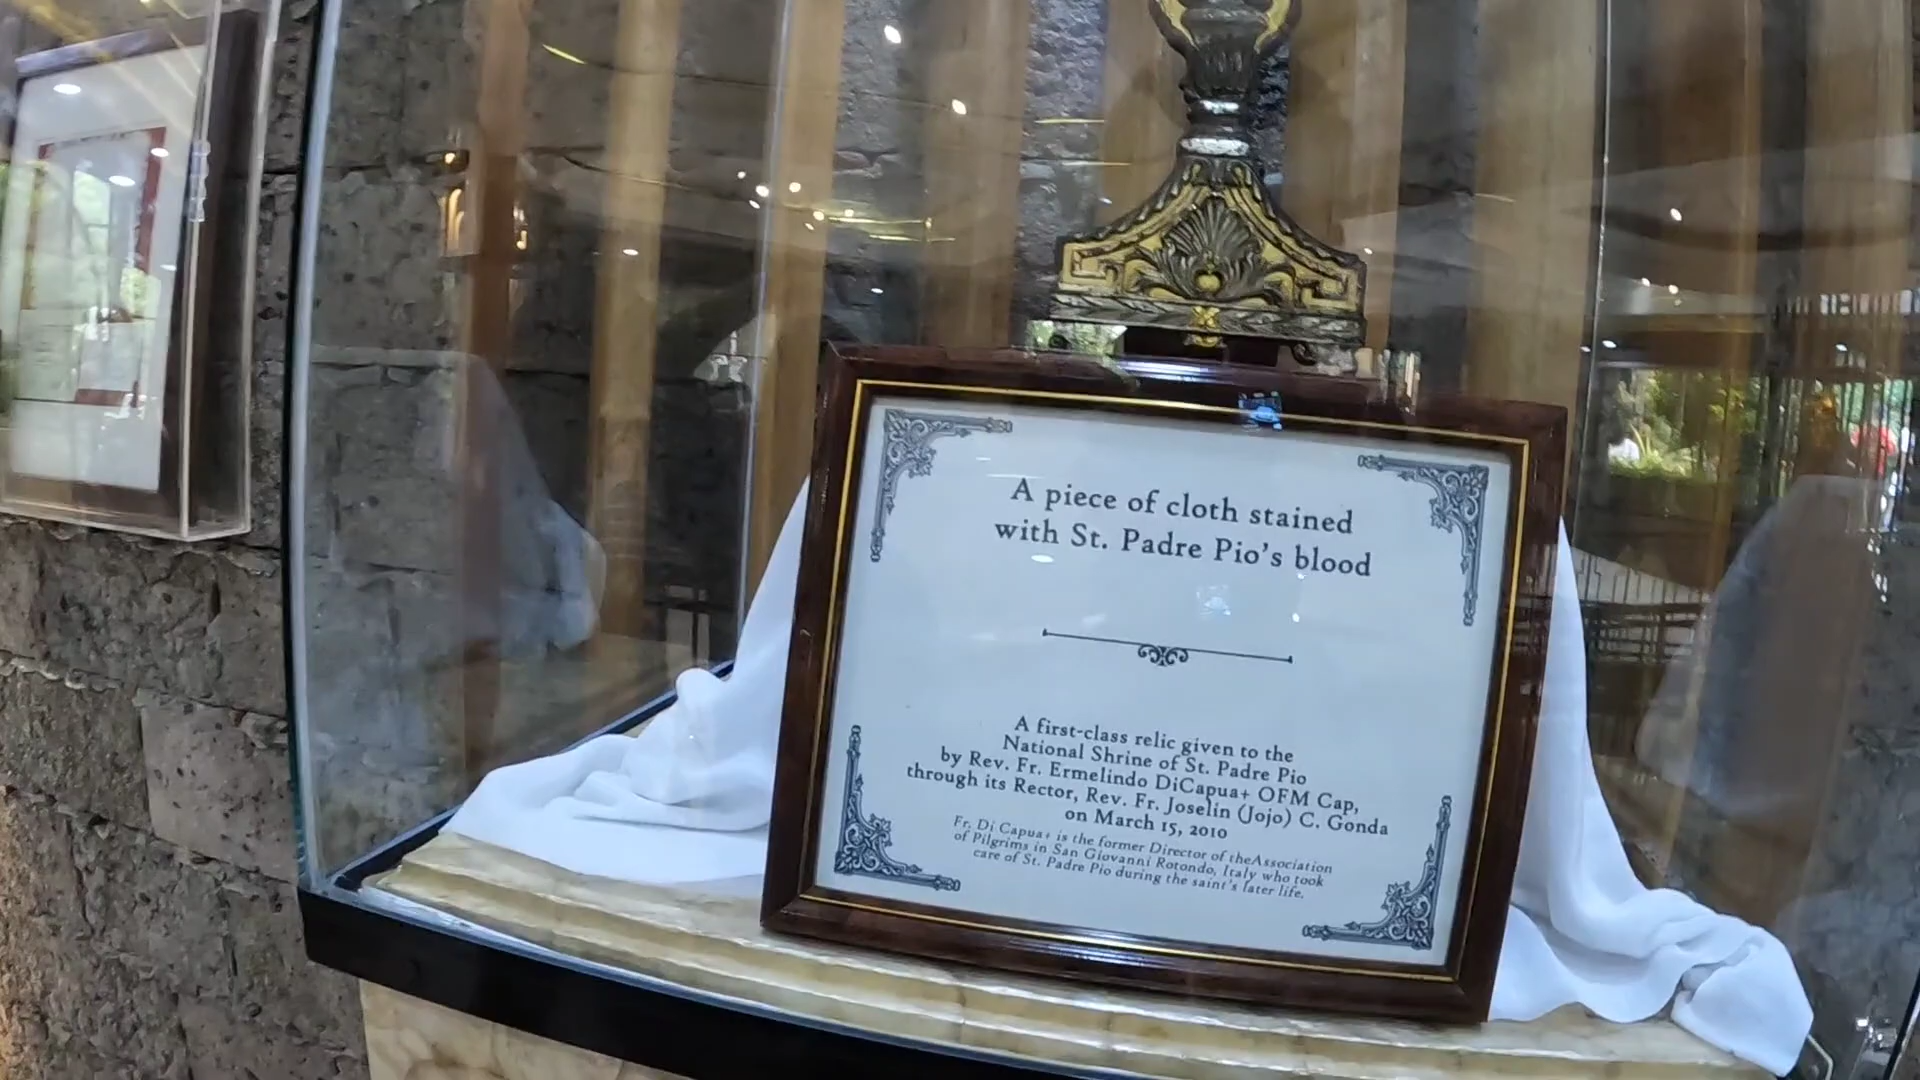 A piece of cloth stained
with St. Padre Pio's blood
A first-class relic given to the
National Shrine of St. Padre Pio
by Rev. Fr. Ermelindo DiCapua+ OFM Cap,
through its Rector, Rev. Fr. Joselin (Jojo) C. Gonda
on March 15, 2010
Fr. Di Capua+ is the former Director of theAssociation
of Pilgrims in San Giovanni Rotondo, Italy who took
care of St. Padre Pio during the saint's later life.